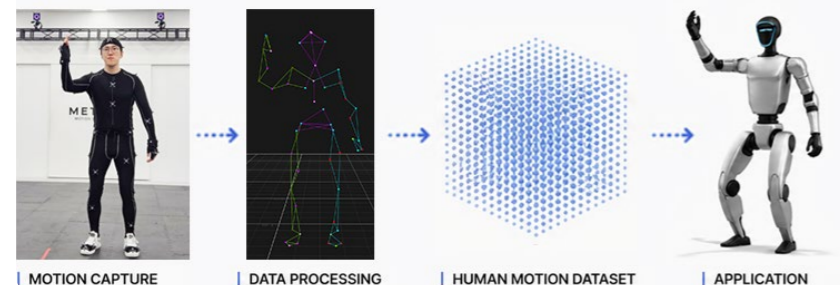 MOTION CAPTURE
DATA PROCESSING
HUMAN MOTION DATASET
APPLICATION